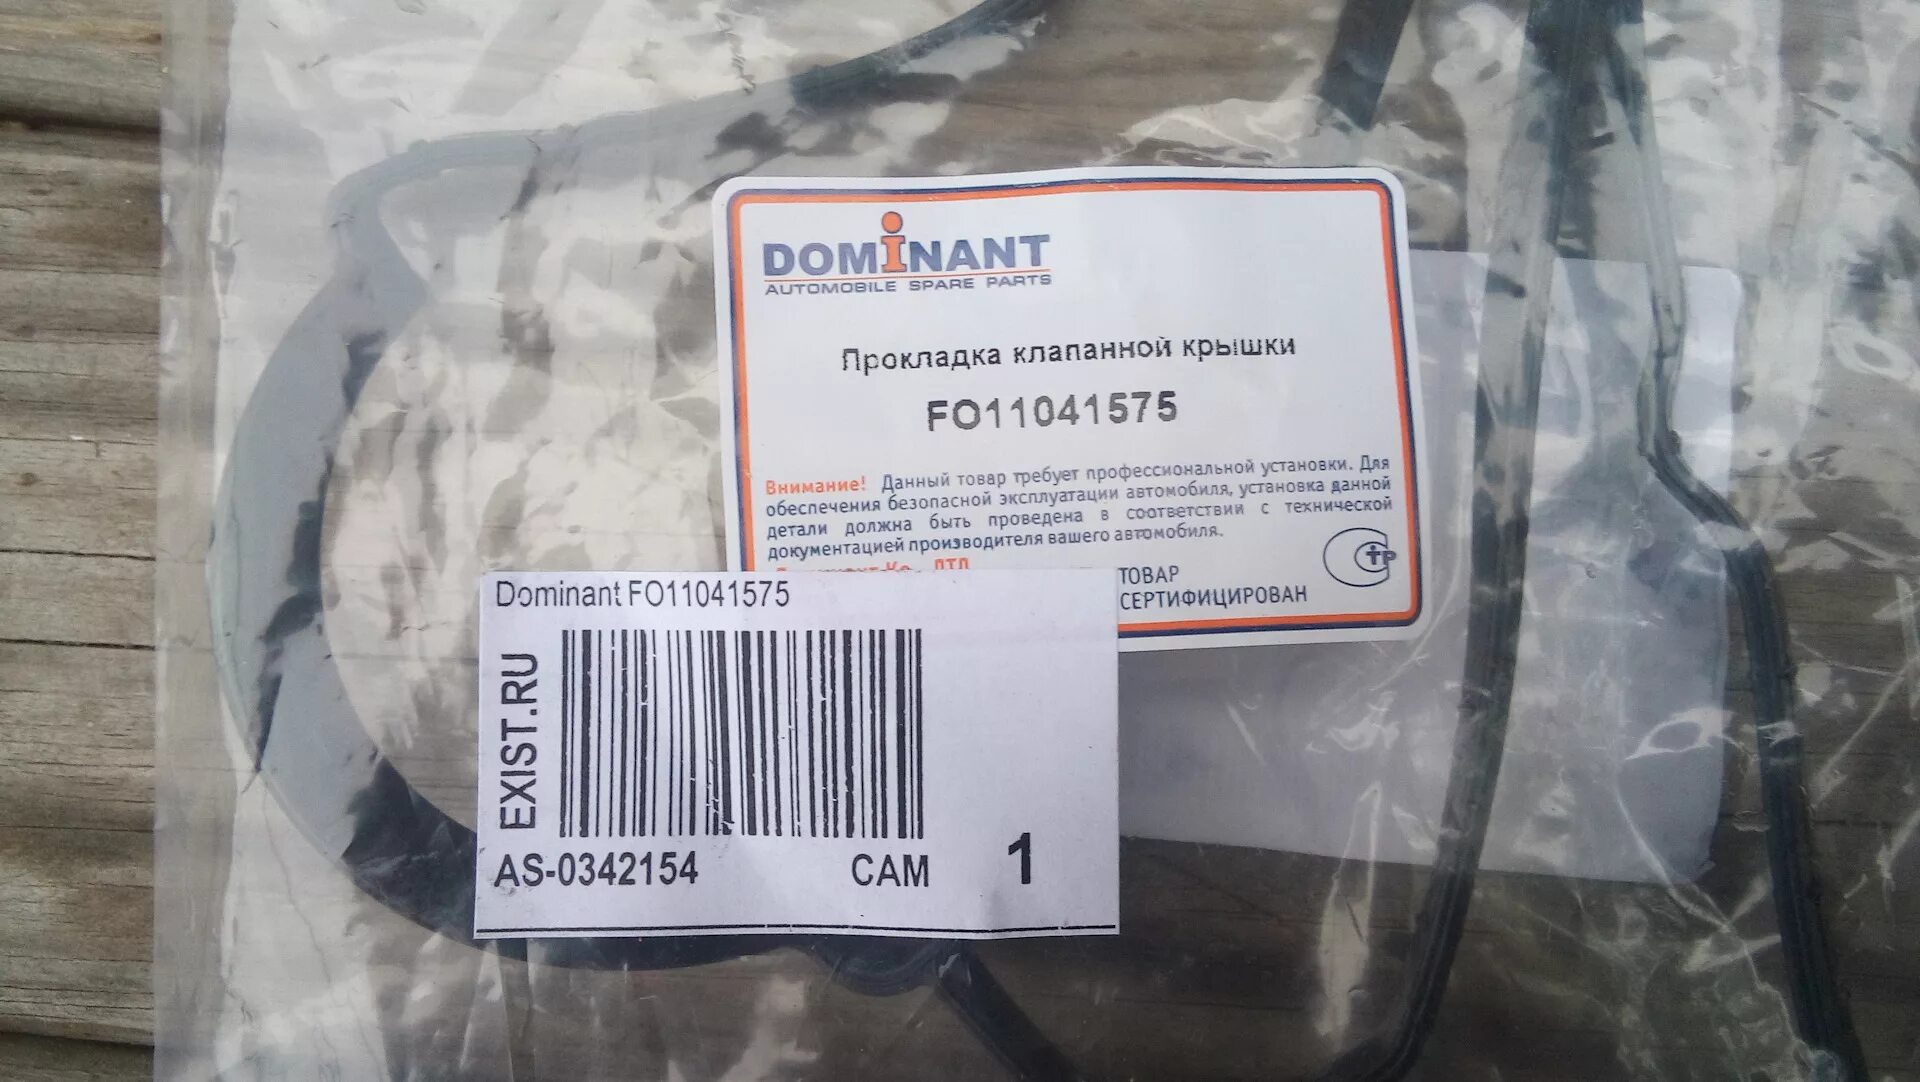 DOMiNANT
AUTOMOBILE SPARE PARTS
Прокладка клапанной крышки
FO11041575
Внимание! Данный товар требует профессиональной установки. Для
обеспечения безопасной эксплуатации автомобиля, установка данной
детали должна быть проведена в соответствии с технической
документацией производителя вашего автомобиля.
ЛТД
ТОВАР
СЕРТИФИЦИРОВАН
Dominant FO11041575
EXIST.RU
AS-0342154 CAM 1